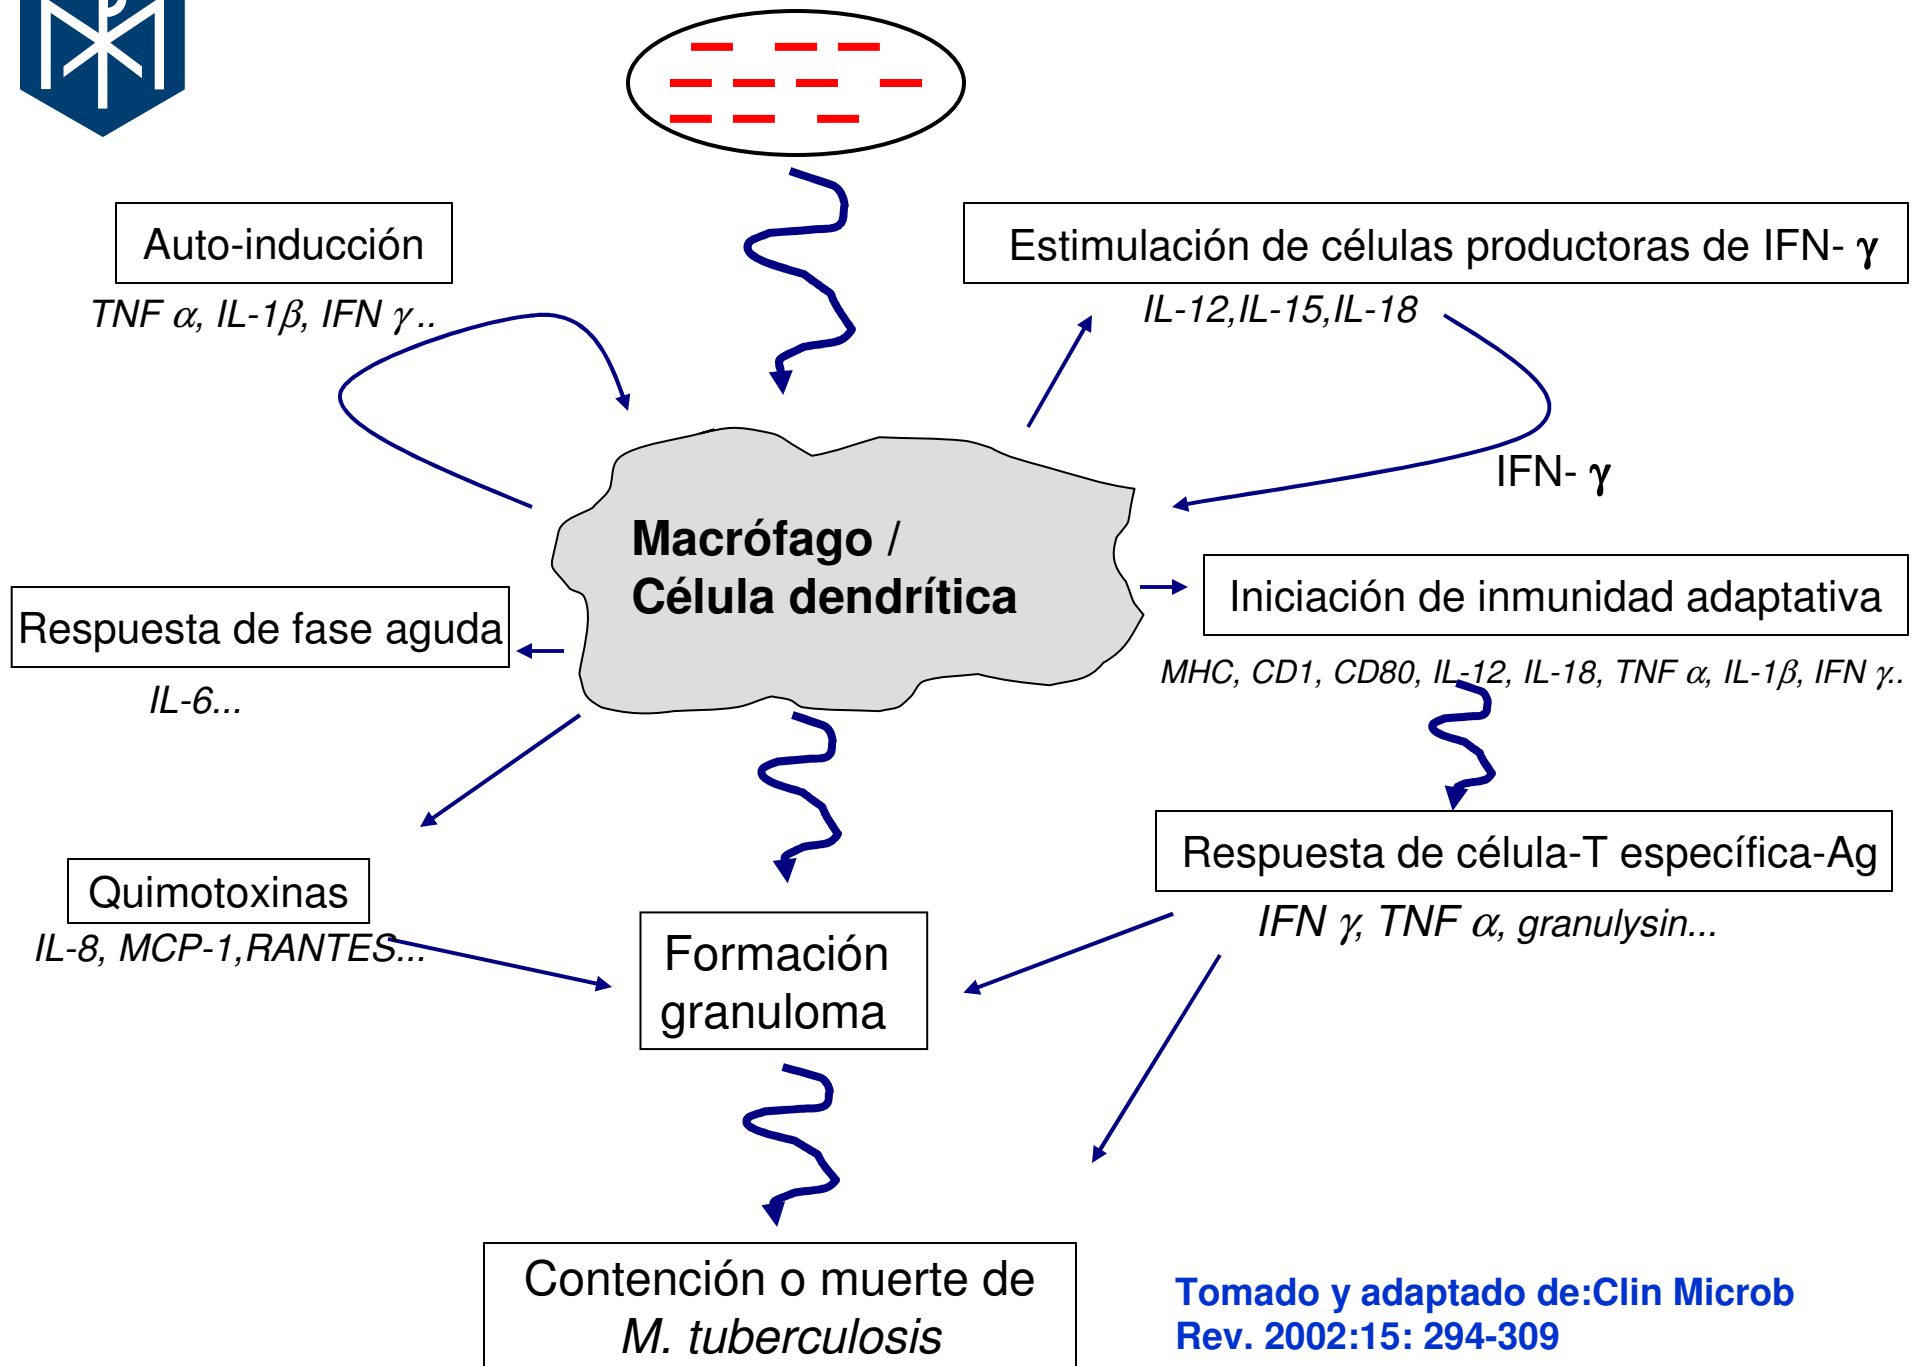 Auto-inducción
TNF α, IL-1β, IFN γ..
Estimulación de células productoras de IFN- γ
IL-12,IL-15,IL-18
IFN- γ
Macrófago /
Célula dendrítica
Iniciación de inmunidad adaptativa
MHC, CD1, CD80, IL-12, IL-18, TNF α, IL-1β, IFN γ..
Respuesta de fase aguda
IL-6...
Respuesta de célula-T específica-Ag
IFN γ, TNF α, granulysin...
Quimotoxinas
IL-8, MCP-1,RANTES...
Formación
granuloma
Contención o muerte de
M. tuberculosis
Tomado y adaptado de:Clin Microb
Rev. 2002:15: 294-309